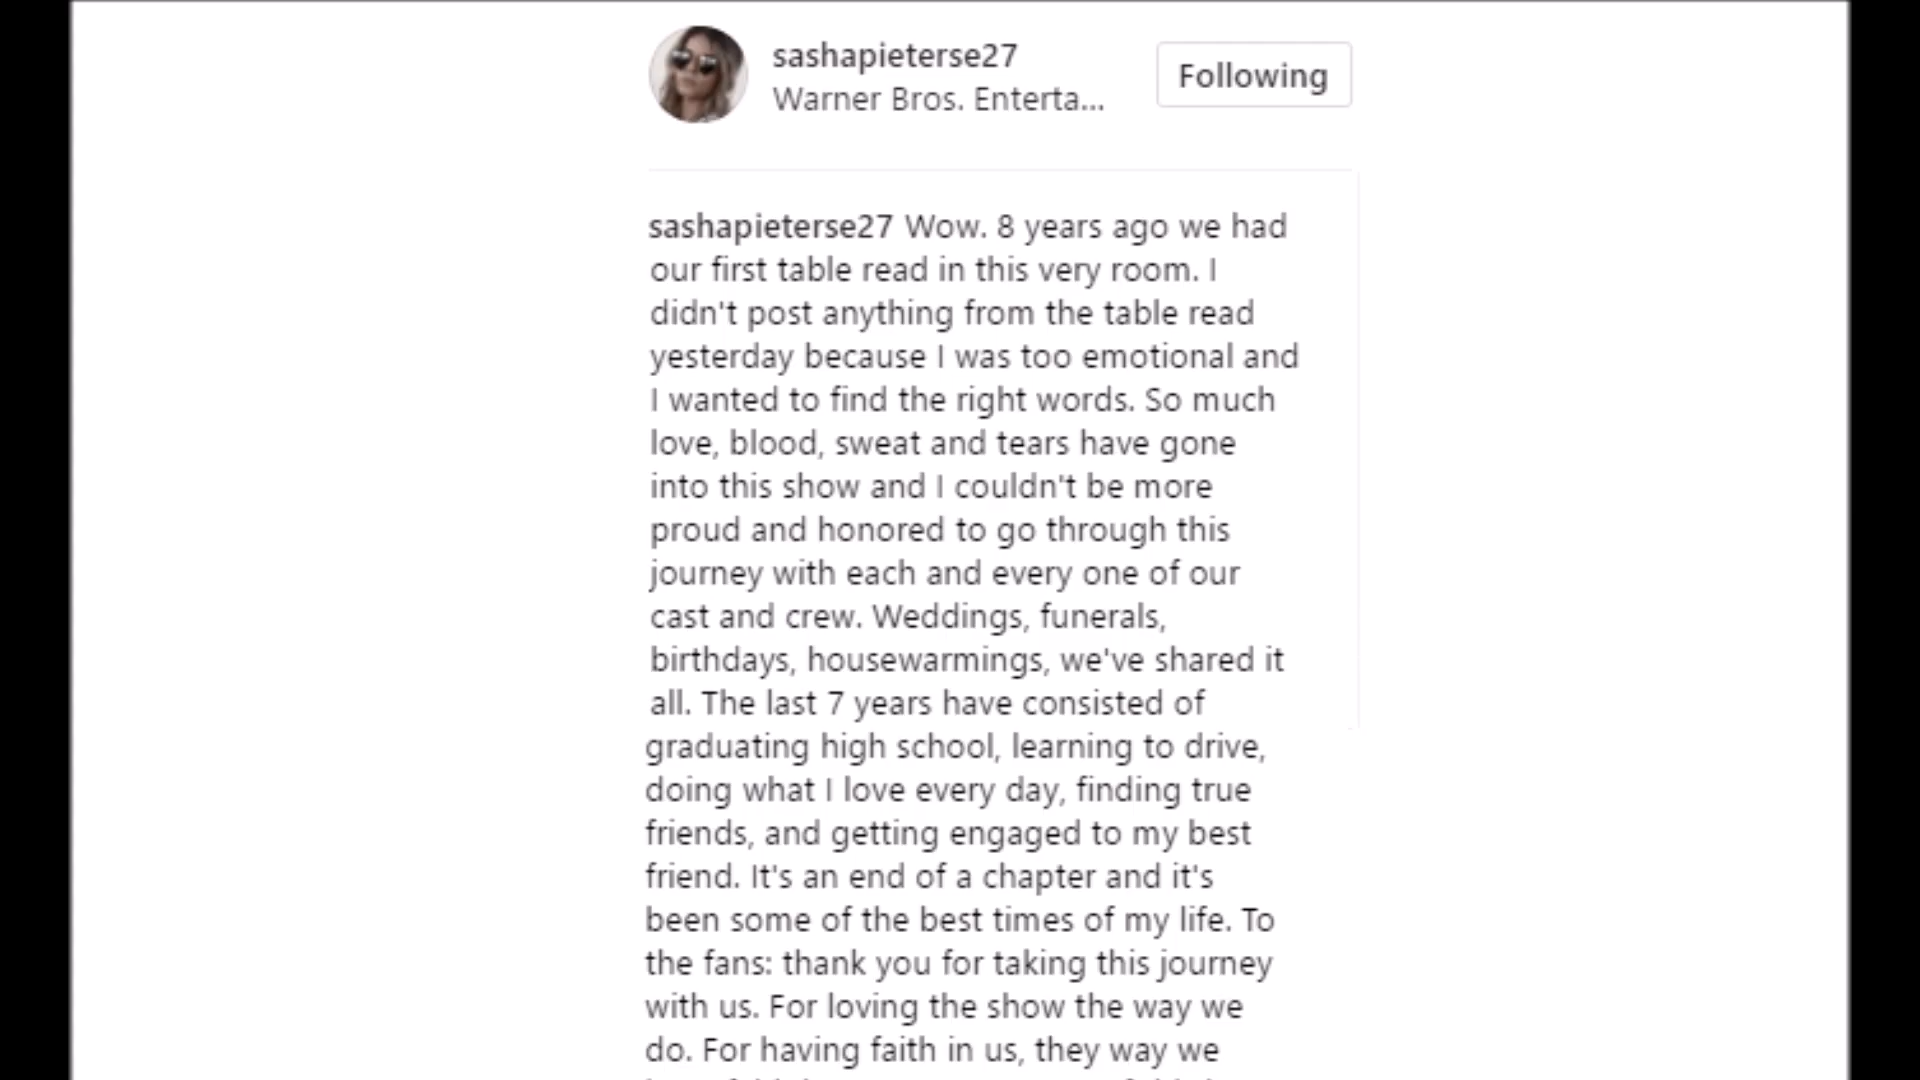 sashapieterse27
Warner Bros. Enterta...
Following
sashapieterse27 Wow. 8 years ago we had
our first table read in this very room. I
didn't post anything from the table read
yesterday because I was too emotional and
I wanted to find the right words. So much
love, blood, sweat and tears have gone
into this show and I couldn't be more
proud and honored to go through this
journey with each and every one of our
cast and crew. Weddings, funerals,
birthdays, housewarmings, we've shared it
all. The last 7 years have consisted of
graduating high school, learning to drive,
doing what I love every day, finding true
friends, and getting engaged to my best
friend. It's an end of a chapter and it's
been some of the best times of my life. To
the fans: thank you for taking this journey
with us. For loving the show the way we
do. For having faith in us, they way we